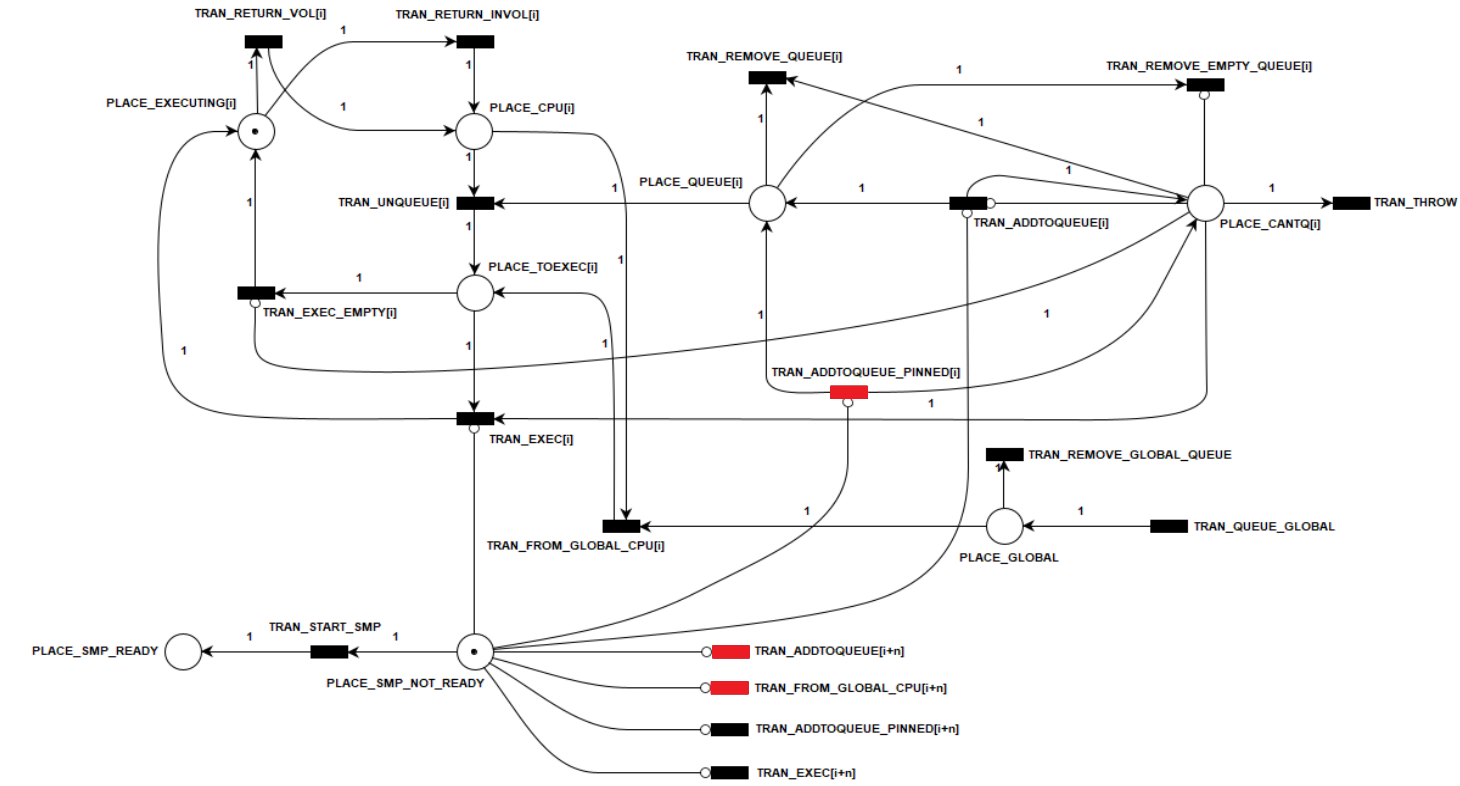 TRAN_RETURN_VOL[i]
TRAN_RETURN_INVOL[i]
1
1
1
TRAN_REMOVE_QUEUE[i]
TRAN_REMOVE_EMPTY_QUEUE[i]
1
PLACE_EXECUTING[i]
1
PLACE_CPU[i]
1
1
1
1
PLACE_QUEUE[i]
1
1
1
1
TRAN_UNQUEUE[i]
TRAN_THROW
1
TRAN_ADDTOQUEUE[i]
PLACE_CANTQ[i]
1
1
PLACE_TOEXEC[i]
1
TRAN_EXEC_EMPTY[i]
1
1
1
1
1
TRAN_ADDTOQUEUE_PINNED[i]
1
TRAN_EXEC[i]
TRAN_REMOVE_GLOBAL_QUEUE
1
1
1
TRAN_QUEUE_GLOBAL
TRAN_FROM_GLOBAL_CPU[i]
PLACE_GLOBAL
TRAN_START_SMP
1
1
PLACE_SMP_READY
TRAN_ADDTOQUEUE[i+n]
PLACE_SMP_NOT_READY
TRAN_FROM_GLOBAL_CPU[i+n]
TRAN_ADDTOQUEUE_PINNED[i+n]
TRAN_EXEC[i+n]